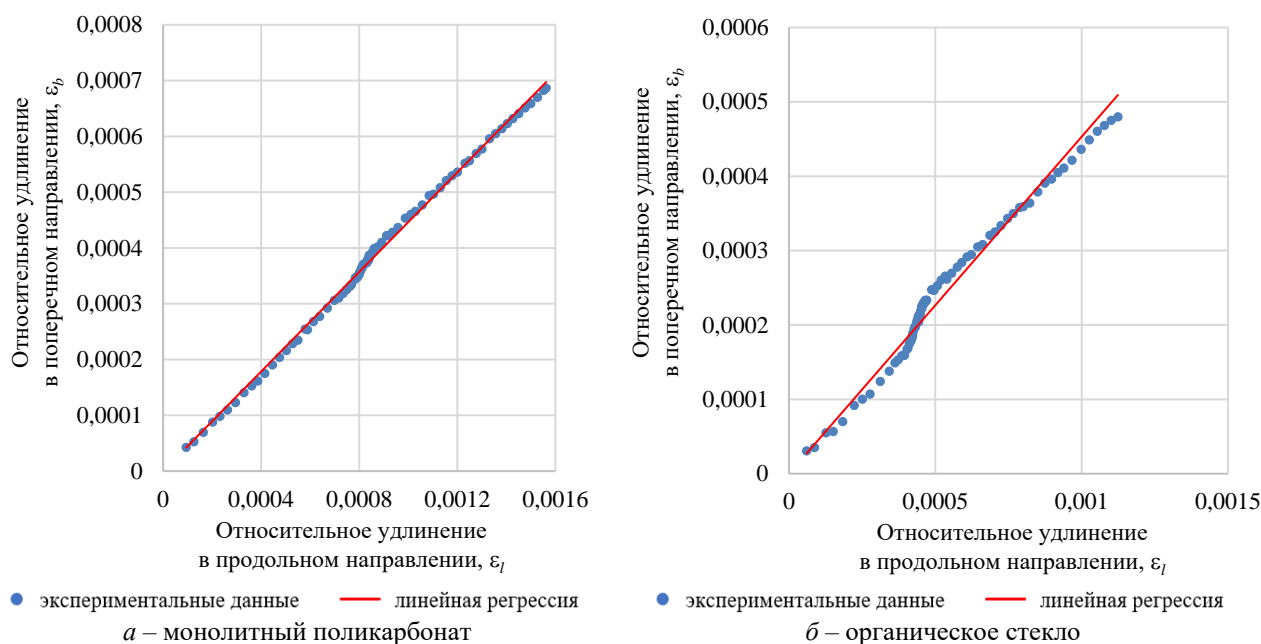 Относительное удлинение
в поперечном направлении, εb
0,0008
0,0007
0,0006
0,0005
0,0004
0,0003
0,0002
0,0001
0
0
0,0004
0,0008
0,0012
0,0016
Относительное удлинение
в продольном направлении, εl
экспериментальные данные
линейная регрессия
а – монолитный поликарбонат
Относительное удлинение
в поперечном направлении, εb
0,0006
0,0005
0,0004
0,0003
0,0002
0,0001
0
0
0,0005
0,001
0,0015
Относительное удлинение
в продольном направлении, εl
экспериментальные данные
линейная регрессия
б – органическое стекло